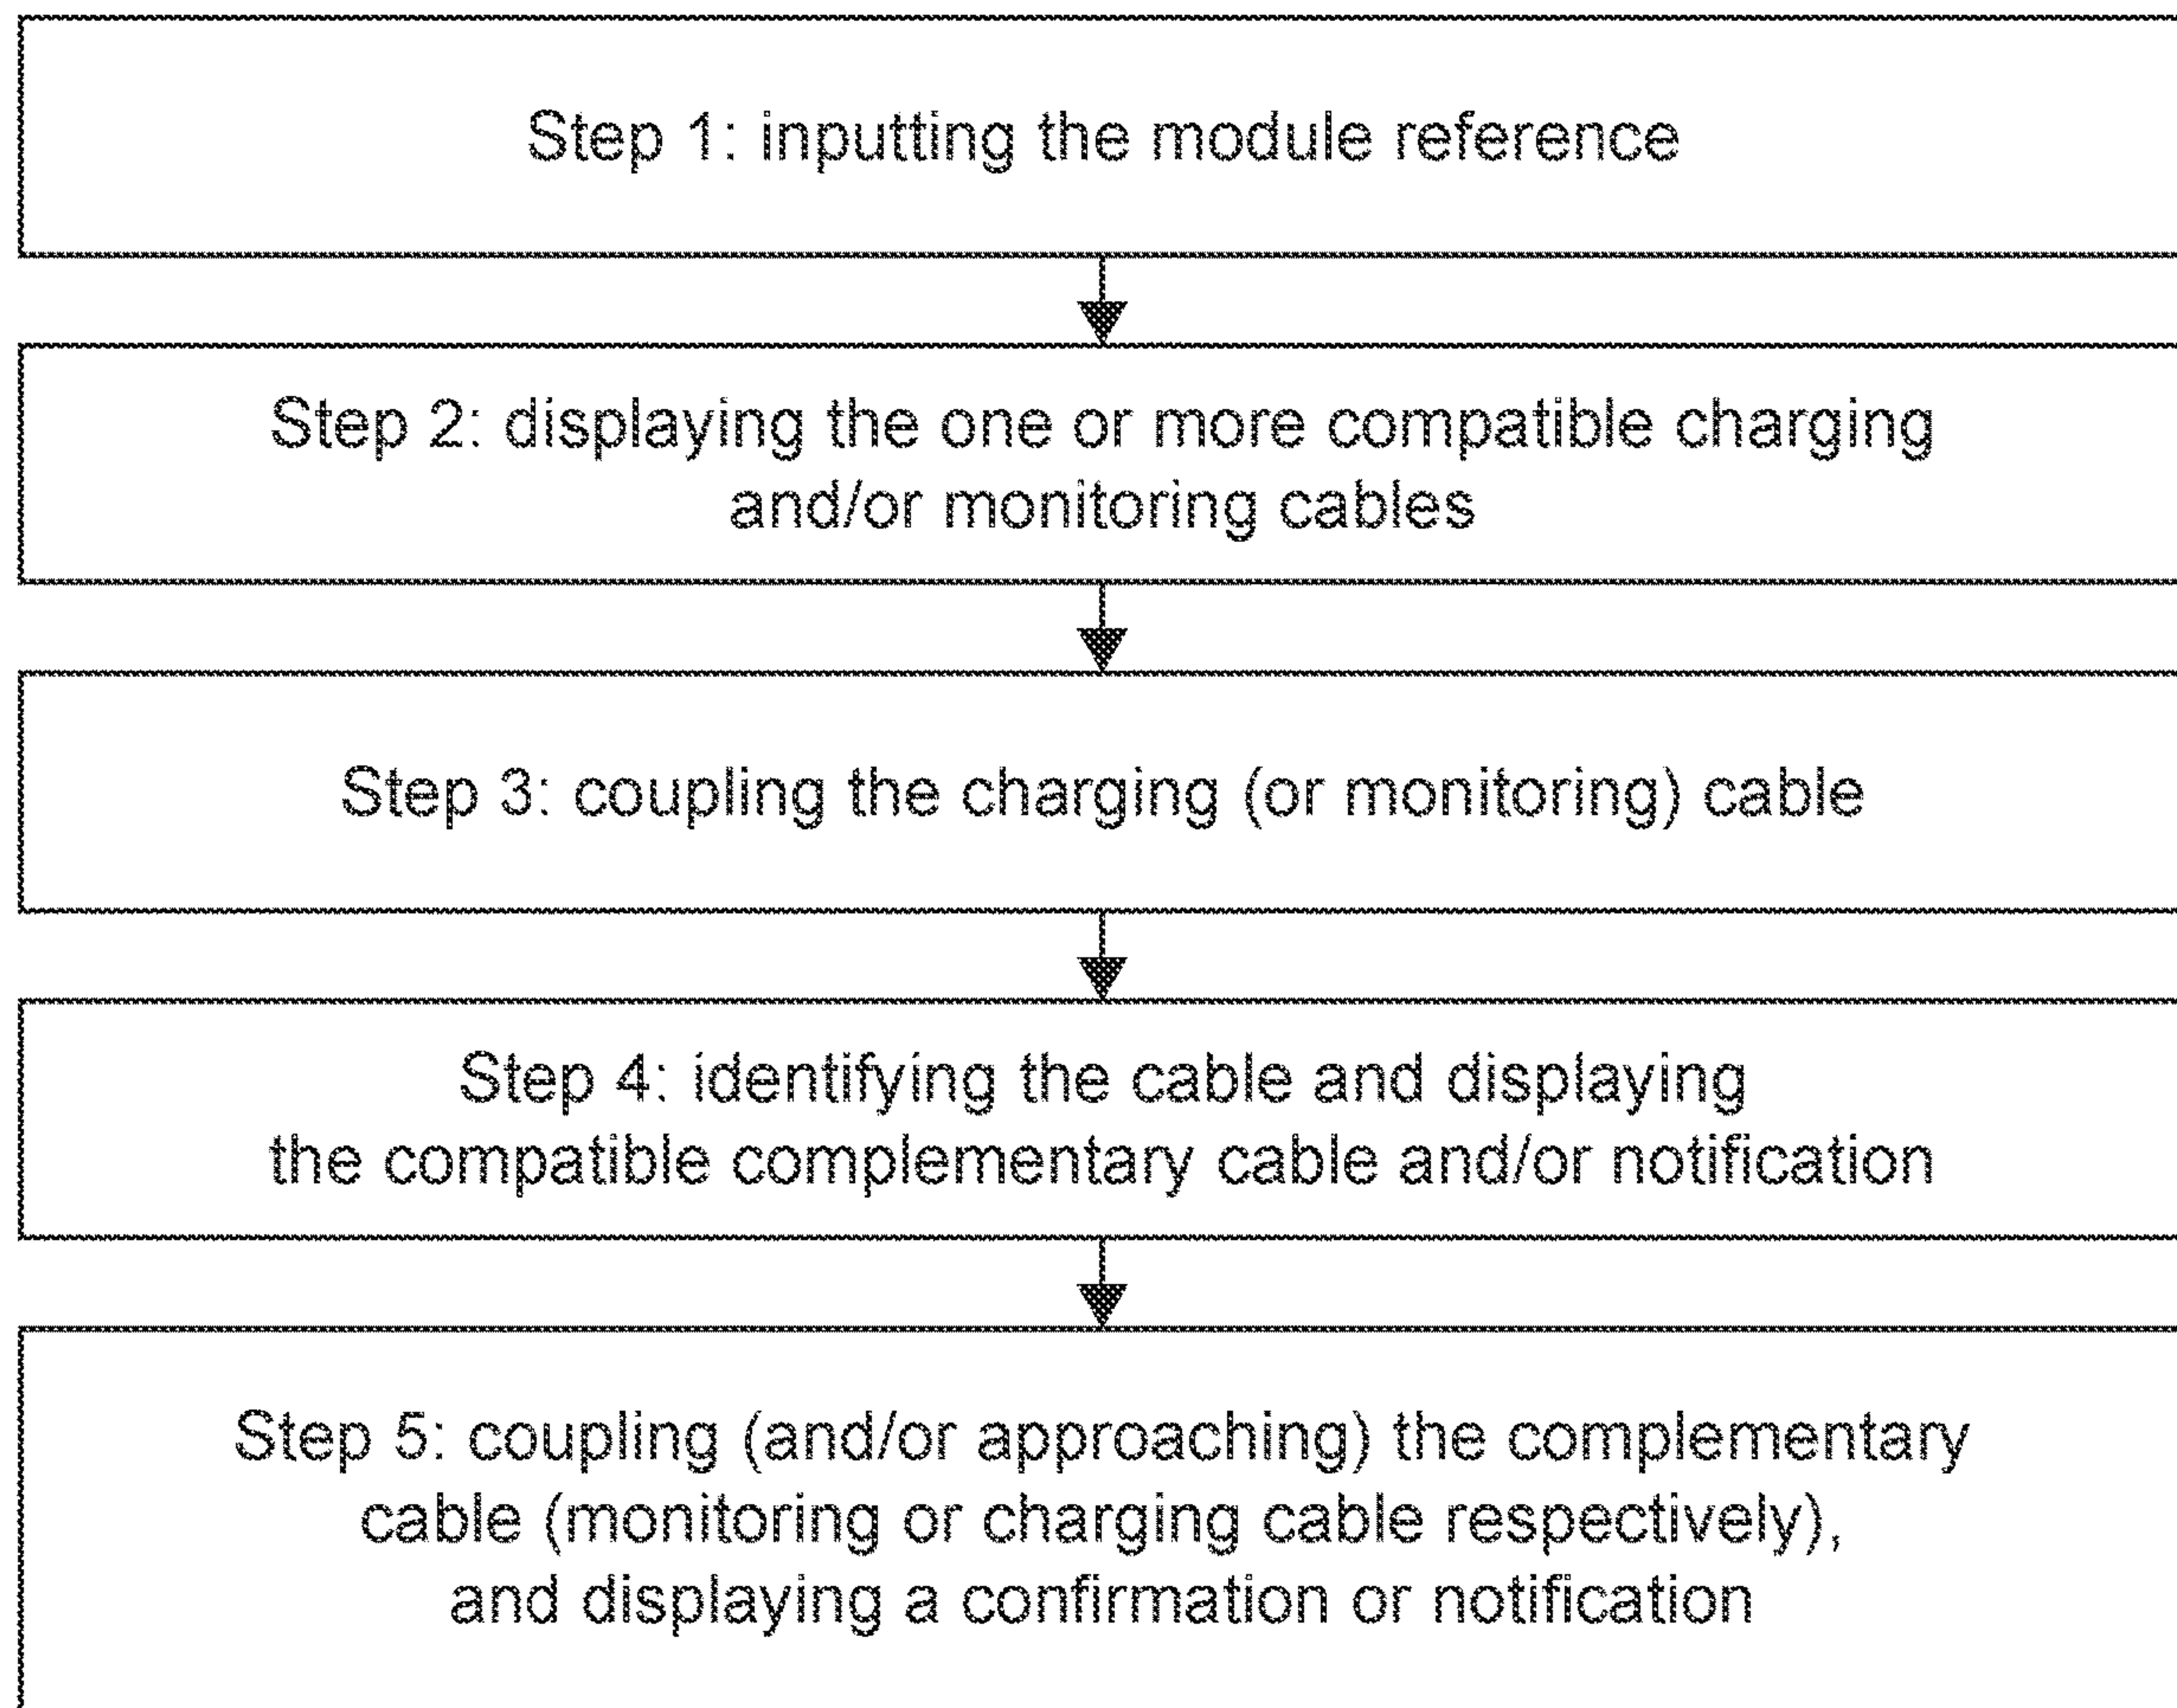 Step 1: inputting the module reference
Step 2: displaying the one or more compatible charging
and/or monitoring cables
Step 3: coupling the charging (or monitoring) cable
Step 4: identifying the cable and displaying
the compatible complementary cable and/or notification
Step 5: coupling (and/or approaching) the complementary
cable (monitoring or charging cable respectively),
and displaying a confirmation or notification